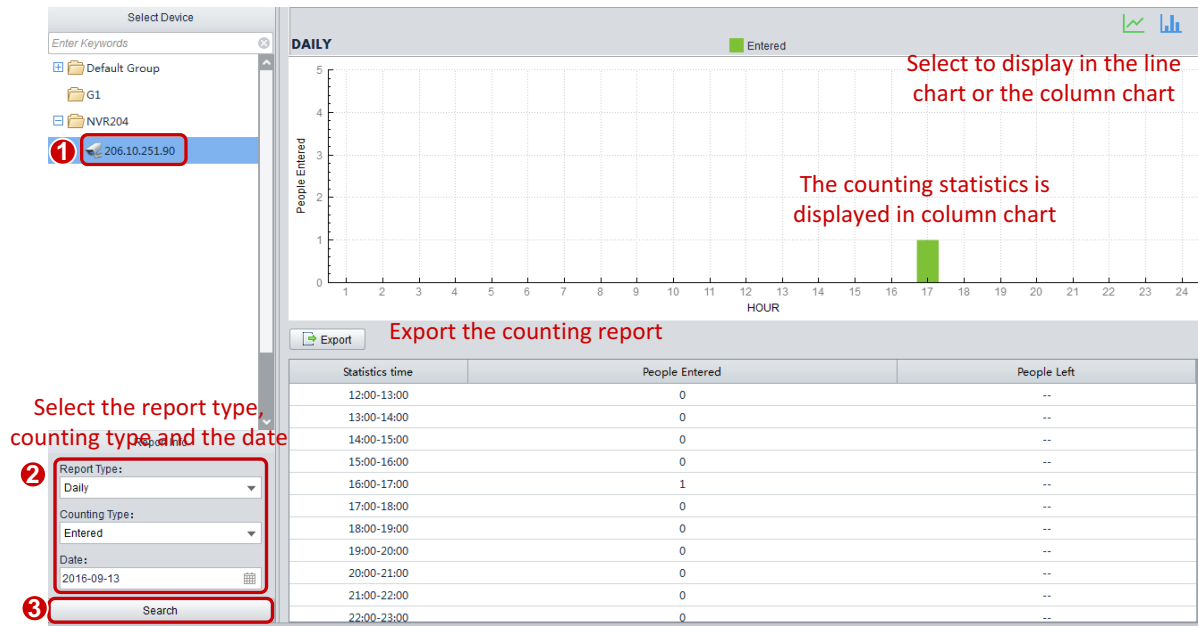 Select Device
Enter Keywords
Default Group
G1
NVR204
1
206.10.251.90
Select the report type,
counting type and the date
Report Info
2
Report Type:
Daily
Counting Type:
Entered
Date:
2016-09-13
3
Search
DAILY
Entered
Select to display in the line
chart or the column chart
The counting statistics is
displayed in column chart
People Entered
5
4
3
2
1
0
1 2 3 4 5 6 7 8 9 10 11 12 13 14 15 16 17 18 19 20 21 22 23 24
HOUR
Export
Export the counting report
Statistics time People Entered People Left
12:00-13:00 0 --
13:00-14:00 0 --
14:00-15:00 0 --
15:00-16:00 0 --
16:00-17:00 1 --
17:00-18:00 0 --
18:00-19:00 0 --
19:00-20:00 0 --
20:00-21:00 0 --
21:00-22:00 0 --
22:00-23:00 0 --